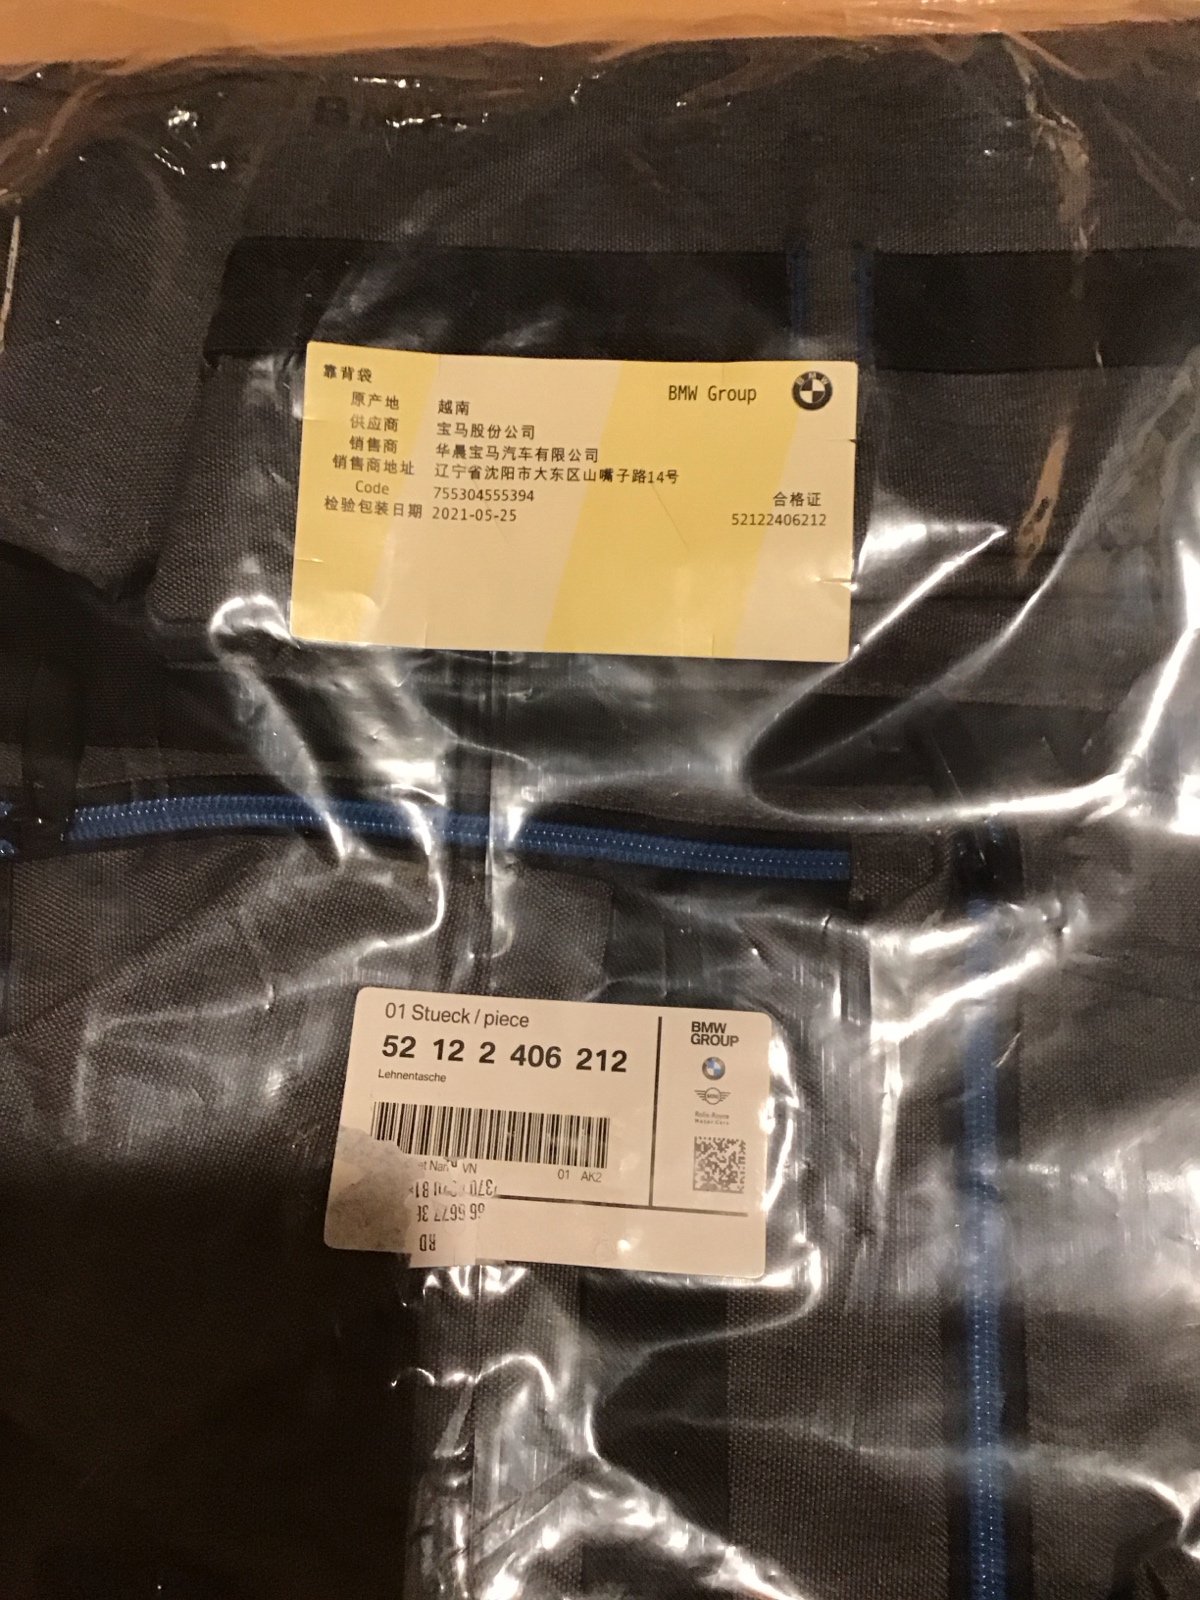 靠背袋
BMW Group
原产地 越南
供应商 宝马股份公司
销售商 华晨宝马汽车有限公司
销售商地址 辽宁省沈阳市大东区山嘴子路14号
Code 755304555394
合格证
检验包装日期 2021-05-25
52122406212
01 Stueck / piece
52 12 2 406 212
Lehnentasche
BMW
GROUP
VN
01 AK2
RD